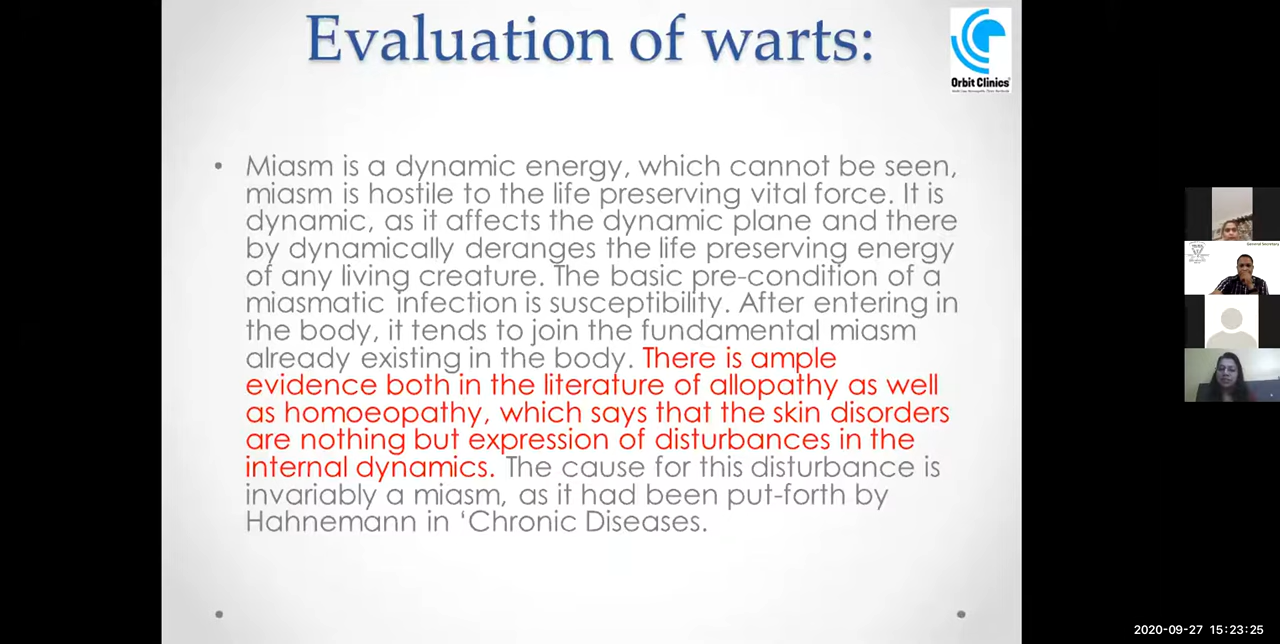 Evaluation of warts:
Orbit Clinics
• Miasm is a dynamic energy, which cannot be seen,
miasm is hostile to the life preserving vital force. It is
dynamic, as it affects the dynamic plane and there
by dynamically deranges the life preserving energy
of any living creature. The basic pre-condition of a
miasmatic infection is susceptibility. After entering in
the body, it tends to join the fundamental miasm
already existing in the body. There is ample
evidence both in the literature of allopathy as well
as homoeopathy, which says that the skin disorders
are nothing but expression of disturbances in the
internal dynamics. The cause for this disturbance is
invariably a miasm, as it had been put-forth by
Hahnemann in ‘Chronic Diseases.
General Secretary
2020-09-27 15:23:25